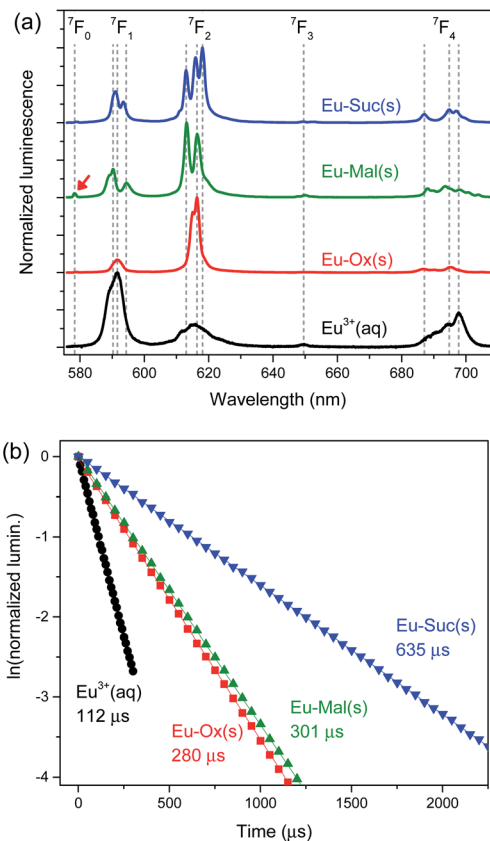 (a)
⁷F₀ ⁷F₁ ⁷F₂ ⁷F₃ ⁷F₄
Normalized luminescence
Eu-Suc(s)
Eu-Mal(s)
Eu-Ox(s)
Eu³⁺(aq)
580 600 620 640 660 680 700
Wavelength (nm)
(b)
ln(normalized lumin.)
0
-1
-2
-3
-4
Eu-Suc(s)
635 μs
Eu³⁺(aq)
112 μs
Eu-Mal(s)
301 μs
Eu-Ox(s)
280 μs
0 500 1000 1500 2000
Time (μs)